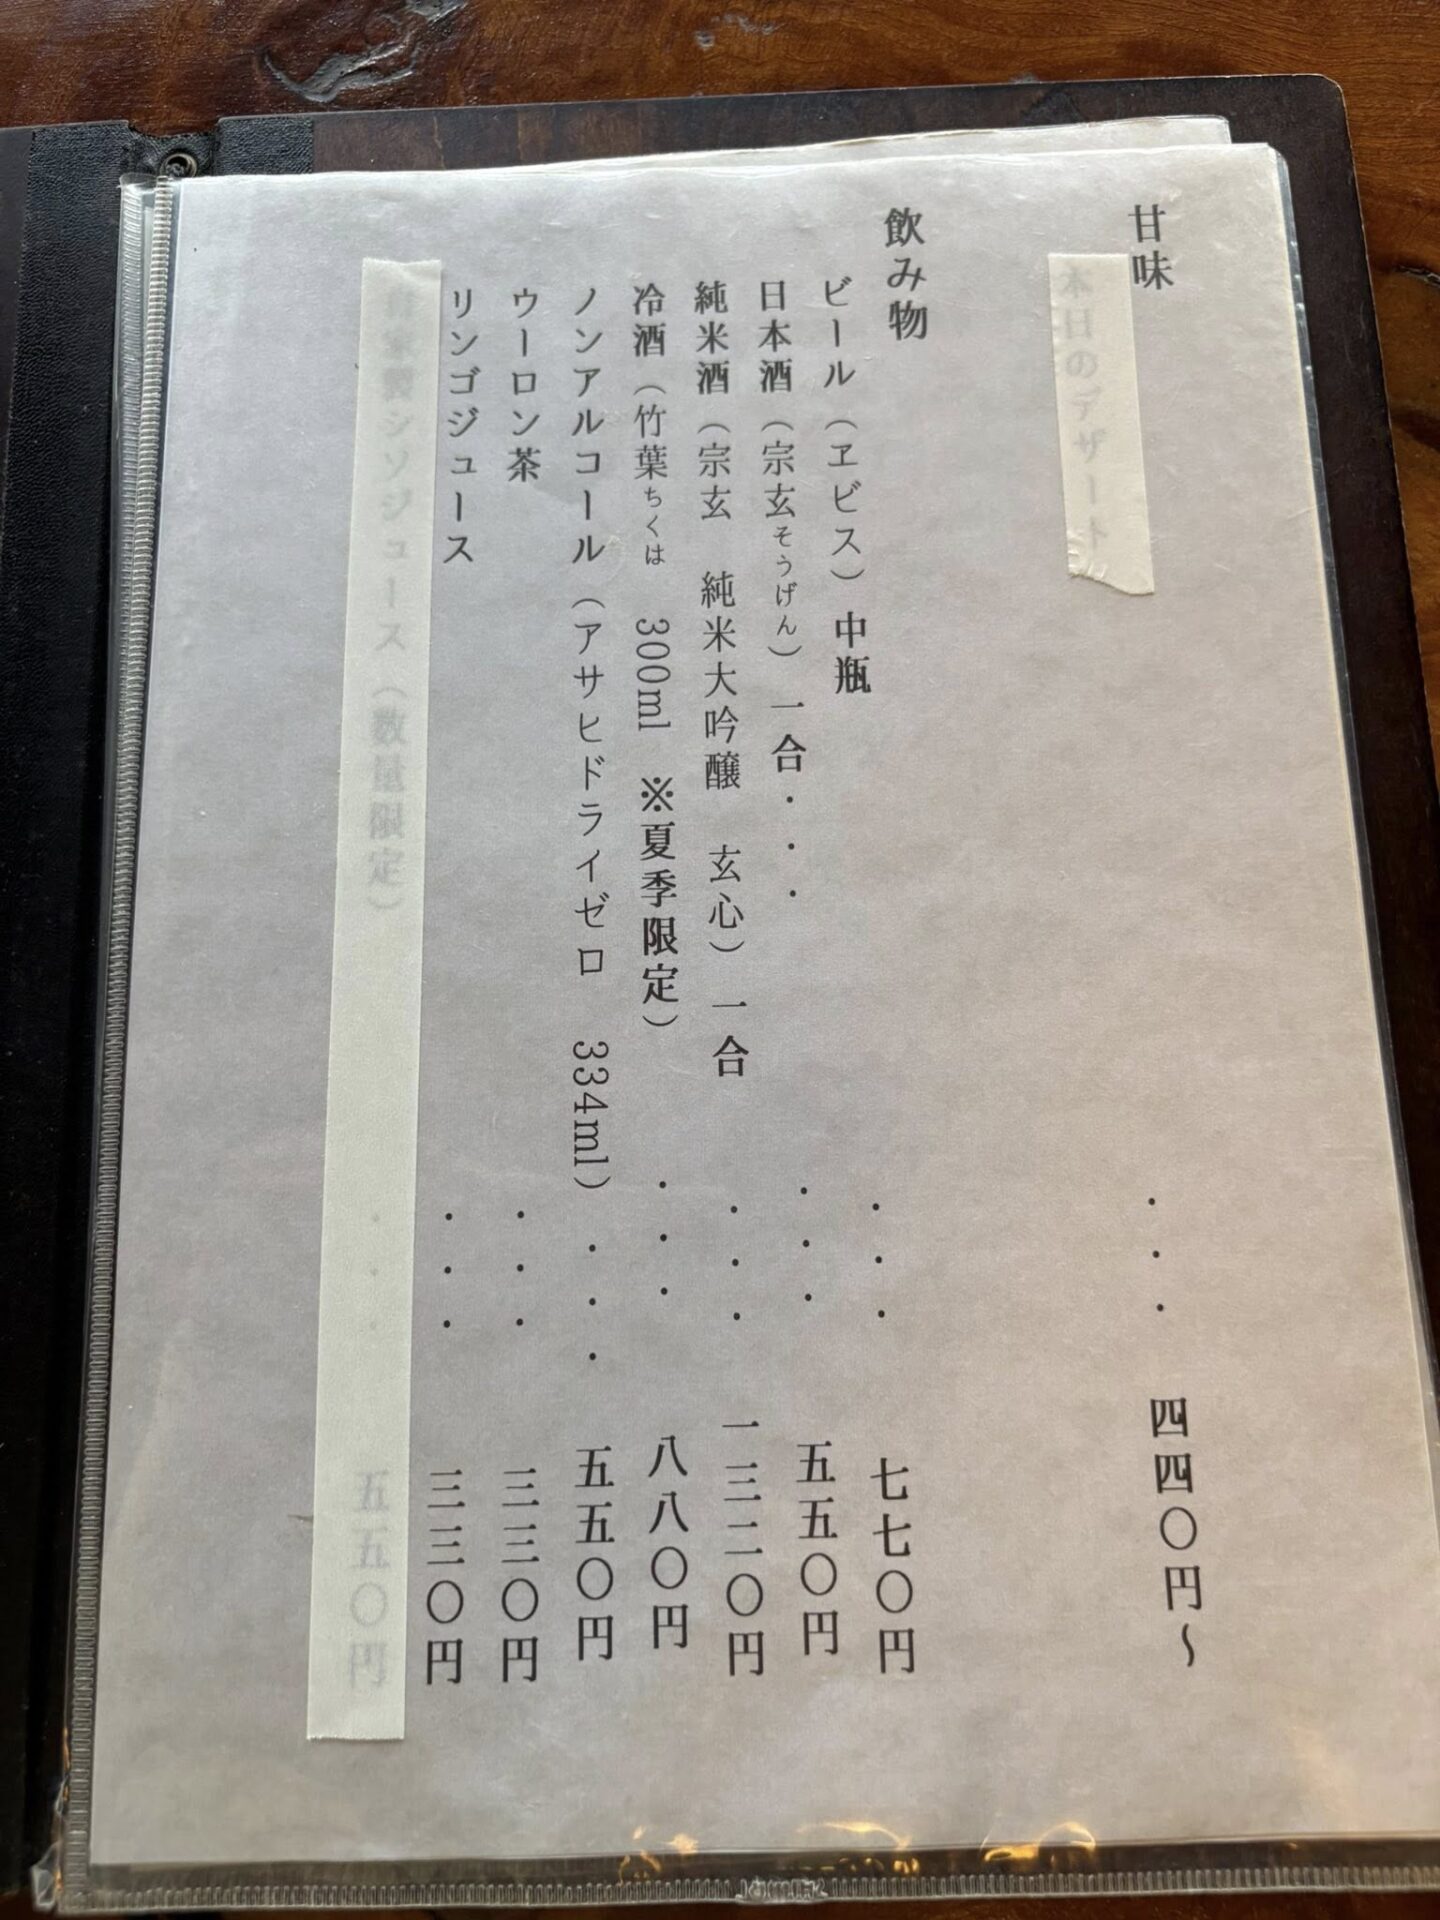 甘味
本日のデザート ・・・ 四四〇円〜
飲み物
ビール（ヱビス）中瓶 ・・・ 七七〇円
日本酒（宗玄そうげん）一合・・・ ・・・ 五五〇円
純米酒（宗玄 純米大吟醸 玄心）一合 ・・・ 一三二〇円
冷酒（竹葉ちくは 300ml ※夏季限定） ・・・ 八八〇円
ノンアルコール（アサヒドライゼロ 334ml） ・・・ 五五〇円
ウーロン茶 ・・・ 三三〇円
リンゴジュース ・・・ 三三〇円
自家製シソジュース（数量限定） ・・・ 五五〇円